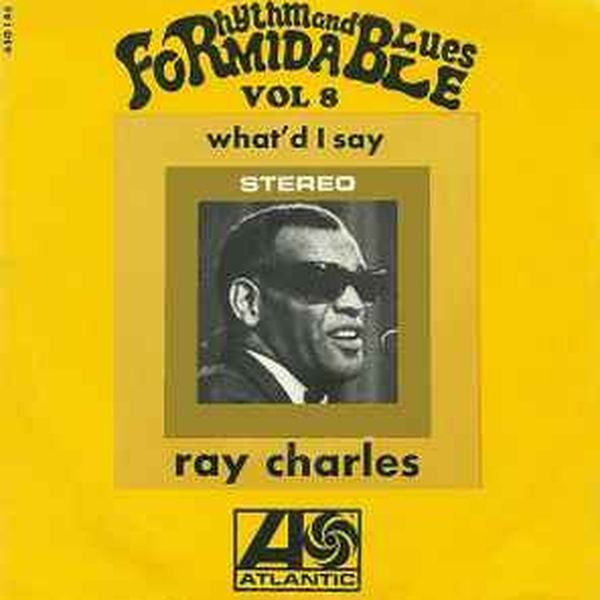 Rhythm and Blues
FORMIDABLE
VOL 8
what'd I say
STEREO
ray charles
ATLANTIC